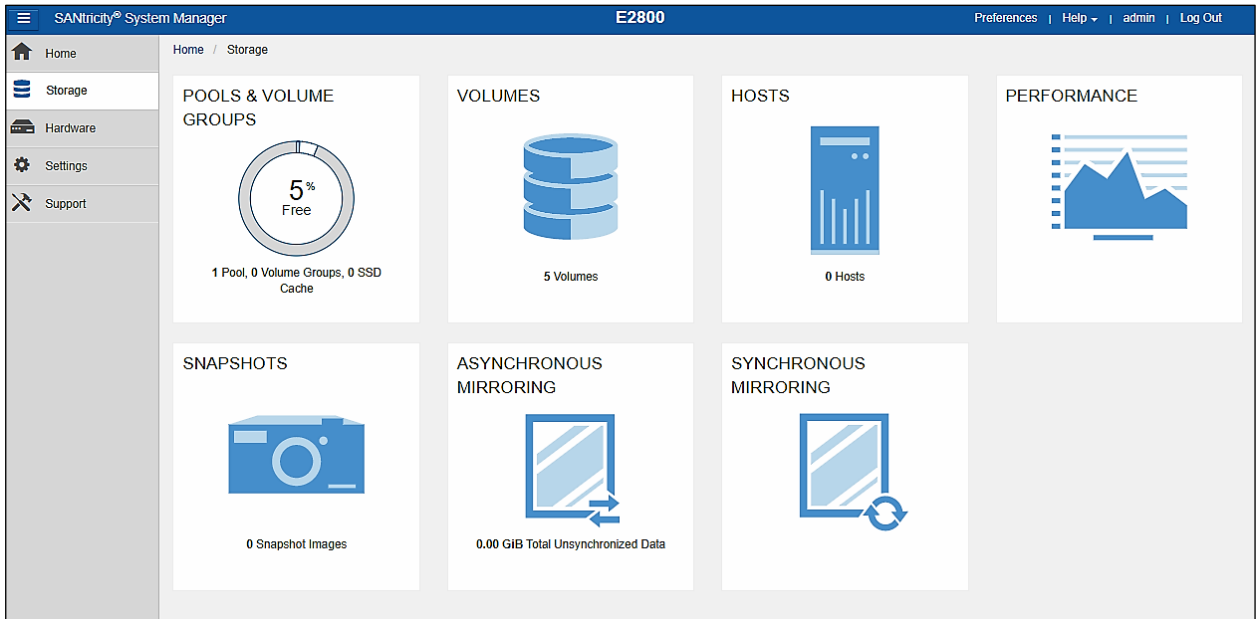 SANtricity® System Manager
E2800
Preferences | Help | admin | Log Out
Home
Storage
Hardware
Settings
Support
Home / Storage
POOLS & VOLUME
GROUPS
5%
Free
1 Pool, 0 Volume Groups, 0 SSD
Cache
VOLUMES
5 Volumes
HOSTS
0 Hosts
PERFORMANCE
SNAPSHOTS
0 Snapshot Images
ASYNCHRONOUS
MIRRORING
0.00 GiB Total Unsynchronized Data
SYNCHRONOUS
MIRRORING